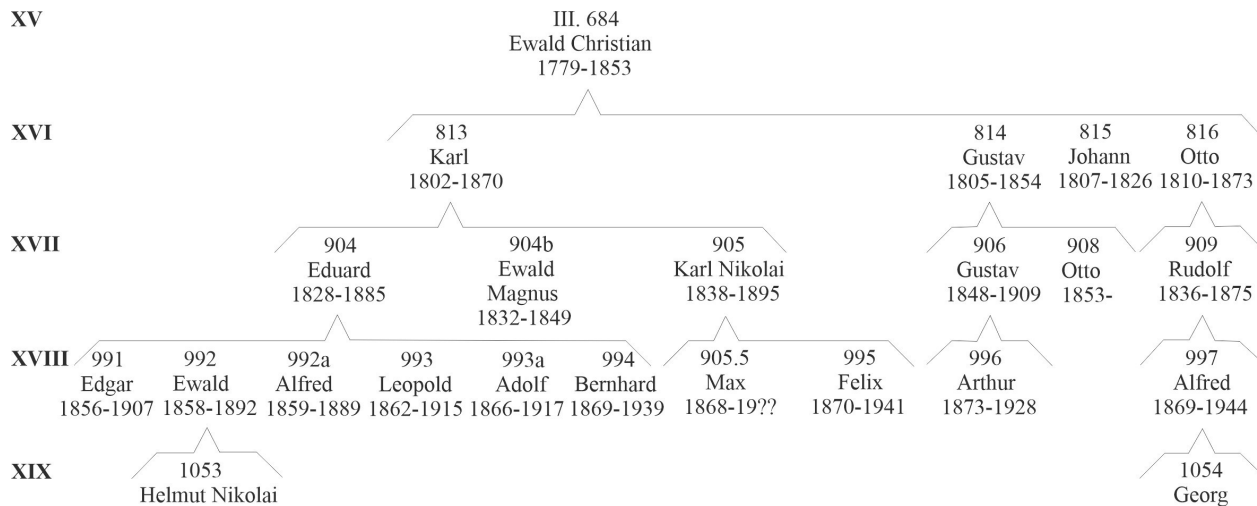 XV III. 684
Ewald Christian
1779-1853
XVI 813 814 815 816
Karl Gustav Johann Otto
1802-1870 1805-1854 1807-1826 1810-1873
XVII 904 904b 905 906 908 909
Eduard Ewald Karl Nikolai Gustav Otto Rudolf
1828-1885 Magnus 1838-1895 1848-1909 1853- 1836-1875
1832-1849
XVIII 991 992 992a 993 993a 994 905.5 995 996 997
Edgar Ewald Alfred Leopold Adolf Bernhard Max Felix Arthur Alfred
1856-1907 1858-1892 1859-1889 1862-1915 1866-1917 1869-1939 1868-19?? 1870-1941 1873-1928 1869-1944
XIX 1053 1054
Helmut Nikolai Georg